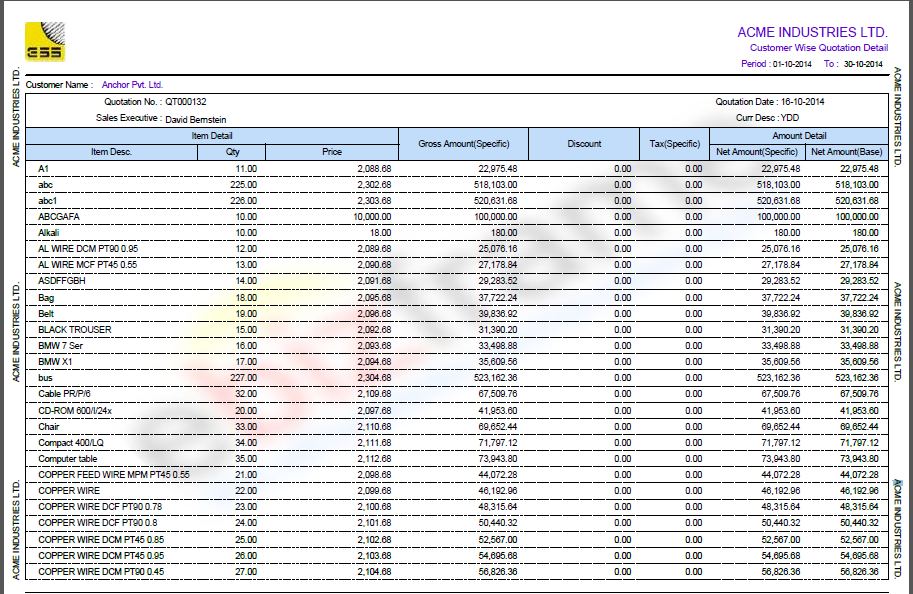 ESS
ACME INDUSTRIES LTD.
Customer Wise Quotation Detail
Period : 01-10-2014 To : 30-10-2014
Customer Name : Anchor Pvt. Ltd.
Quotation No. : QT000132 Qoutation Date : 16-10-2014
Sales Executive : David Bernstein Curr Desc : YDD
Item Detail Gross Amount(Specific) Discount Tax(Specific) Amount Detail
Item Desc. Qty Price Net Amount(Specific) Net Amount(Base)
A1 11.00 2,088.68 22,975.48 0.00 0.00 22,975.48 22,975.48
abc 225.00 2,302.68 518,103.00 0.00 0.00 518,103.00 518,103.00
abc1 226.00 2,303.68 520,631.68 0.00 0.00 520,631.68 520,631.68
ABCGAFA 10.00 10,000.00 100,000.00 0.00 0.00 100,000.00 100,000.00
Alkali 10.00 18.00 180.00 0.00 0.00 180.00 180.00
AL WIRE DCM PT90 0.95 12.00 2,089.68 25,076.16 0.00 0.00 25,076.16 25,076.16
AL WIRE MCF PT45 0.55 13.00 2,090.68 27,178.84 0.00 0.00 27,178.84 27,178.84
ASDFFGBH 14.00 2,091.68 29,283.52 0.00 0.00 29,283.52 29,283.52
Bag 18.00 2,095.68 37,722.24 0.00 0.00 37,722.24 37,722.24
Belt 19.00 2,096.68 39,836.92 0.00 0.00 39,836.92 39,836.92
BLACK TROUSER 15.00 2,092.68 31,390.20 0.00 0.00 31,390.20 31,390.20
BMW 7 Ser 16.00 2,093.68 33,498.88 0.00 0.00 33,498.88 33,498.88
BMW X1 17.00 2,094.68 35,609.56 0.00 0.00 35,609.56 35,609.56
bus 227.00 2,304.68 523,162.36 0.00 0.00 523,162.36 523,162.36
Cable PR/P/6 32.00 2,109.68 67,509.76 0.00 0.00 67,509.76 67,509.76
CD-ROM 600/I/24x 20.00 2,097.68 41,953.60 0.00 0.00 41,953.60 41,953.60
Chair 33.00 2,110.68 69,652.44 0.00 0.00 69,652.44 69,652.44
Compact 400/LQ 34.00 2,111.68 71,797.12 0.00 0.00 71,797.12 71,797.12
Computer table 35.00 2,112.68 73,943.80 0.00 0.00 73,943.80 73,943.80
COPPER FEED WIRE MPM PT45 0.55 21.00 2,098.68 44,072.28 0.00 0.00 44,072.28 44,072.28
COPPER WIRE 22.00 2,099.68 46,192.96 0.00 0.00 46,192.96 46,192.96
COPPER WIRE DCF PT90 0.78 23.00 2,100.68 48,315.64 0.00 0.00 48,315.64 48,315.64
COPPER WIRE DCF PT90 0.8 24.00 2,101.68 50,440.32 0.00 0.00 50,440.32 50,440.32
COPPER WIRE DCM PT45 0.85 25.00 2,102.68 52,567.00 0.00 0.00 52,567.00 52,567.00
COPPER WIRE DCM PT45 0.95 26.00 2,103.68 54,695.68 0.00 0.00 54,695.68 54,695.68
COPPER WIRE DCM PT90 0.45 27.00 2,104.68 56,826.36 0.00 0.00 56,826.36 56,826.36
ACME INDUSTRIES LTD.
ACME INDUSTRIES LTD.
ACME INDUSTRIES LTD.
ACME INDUSTRIES LTD.
ACME INDUSTRIES LTD.
ACME INDUSTRIES LTD.